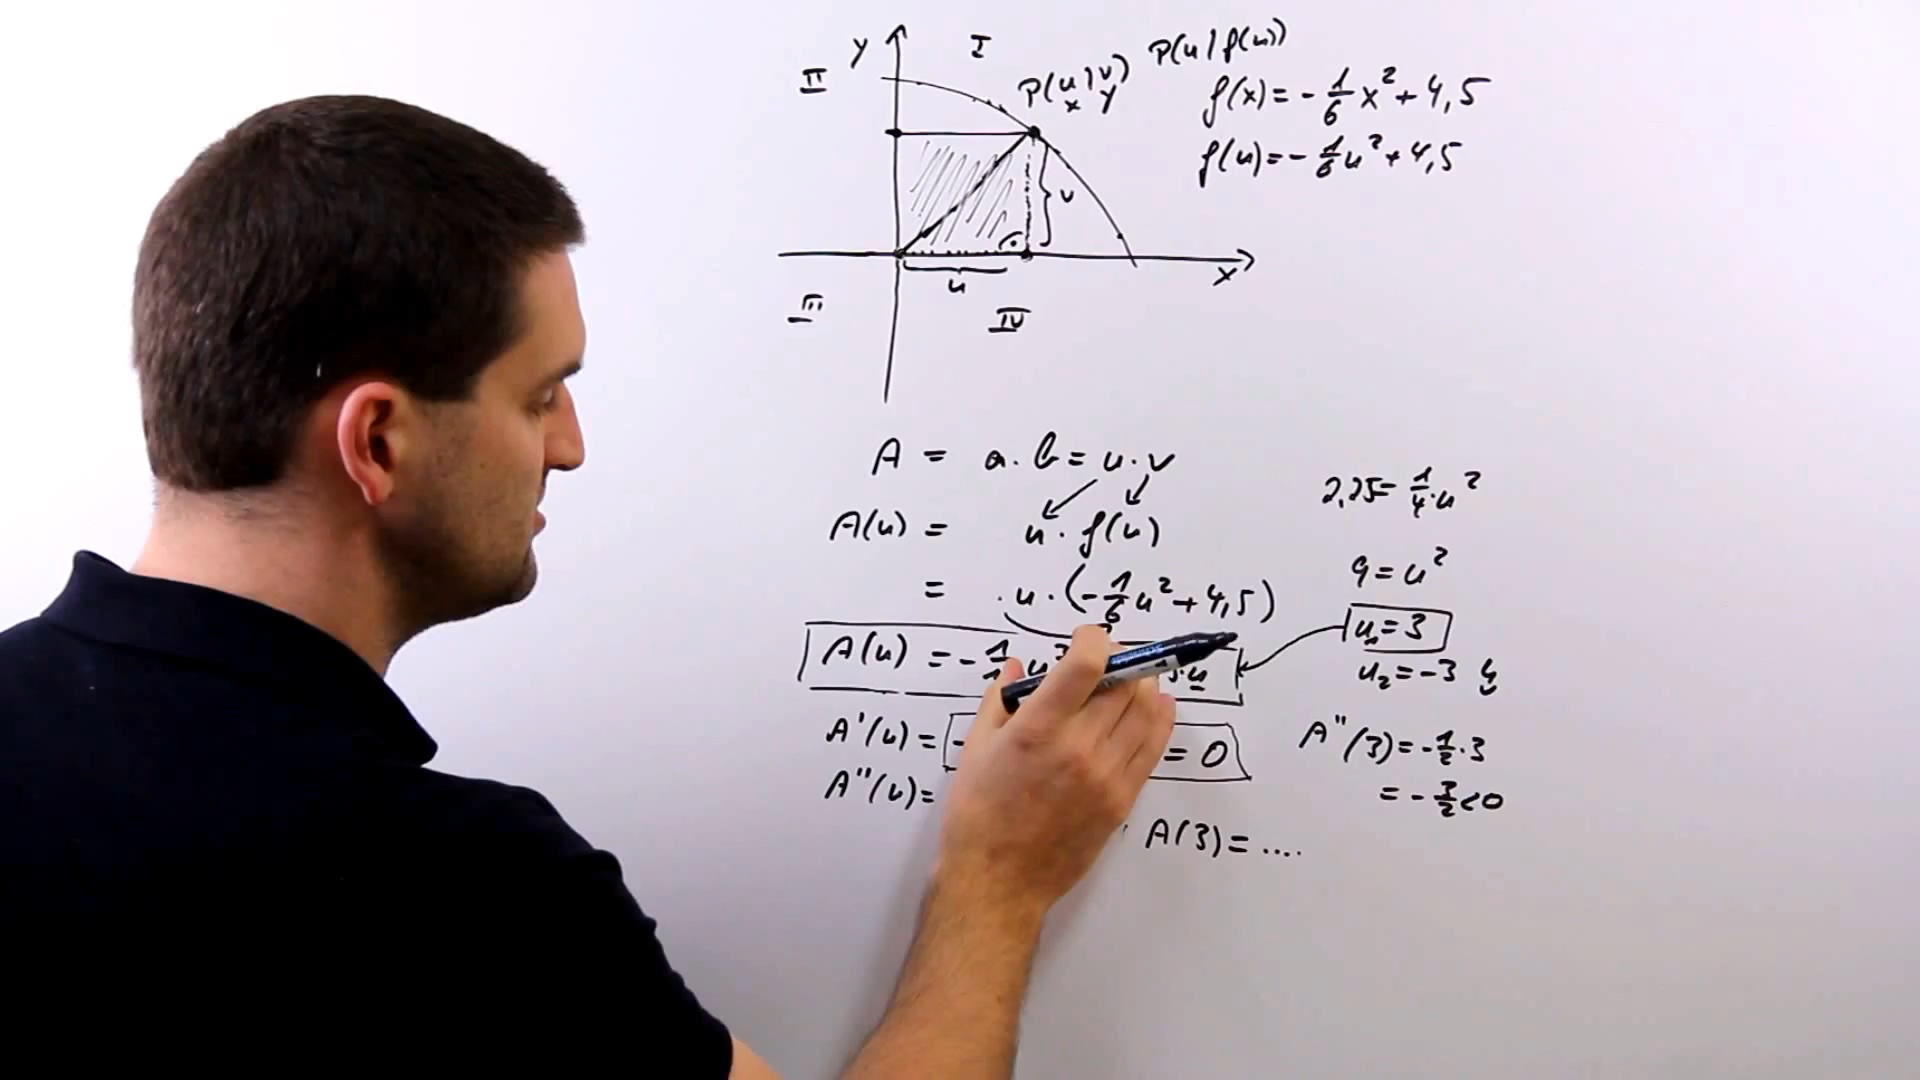 y
I
II
P(u|v)
x y
P(u|f(u))
f(x) = -1/6 x² + 4,5
f(u) = -1/6 u² + 4,5
v
u
x
III
IV
A = a · b = u · v
A(u) = u · f(u)
= u · (-1/6 u² + 4,5)
A(u) = - u³ · u
A'(u) = - = 0
A''(u) =
A(3) = ....
2,25 = 1/4 · u²
9 = u²
u₁ = 3
u₂ = -3
A''(3) = -1/2 · 3
= -3/2 < 0